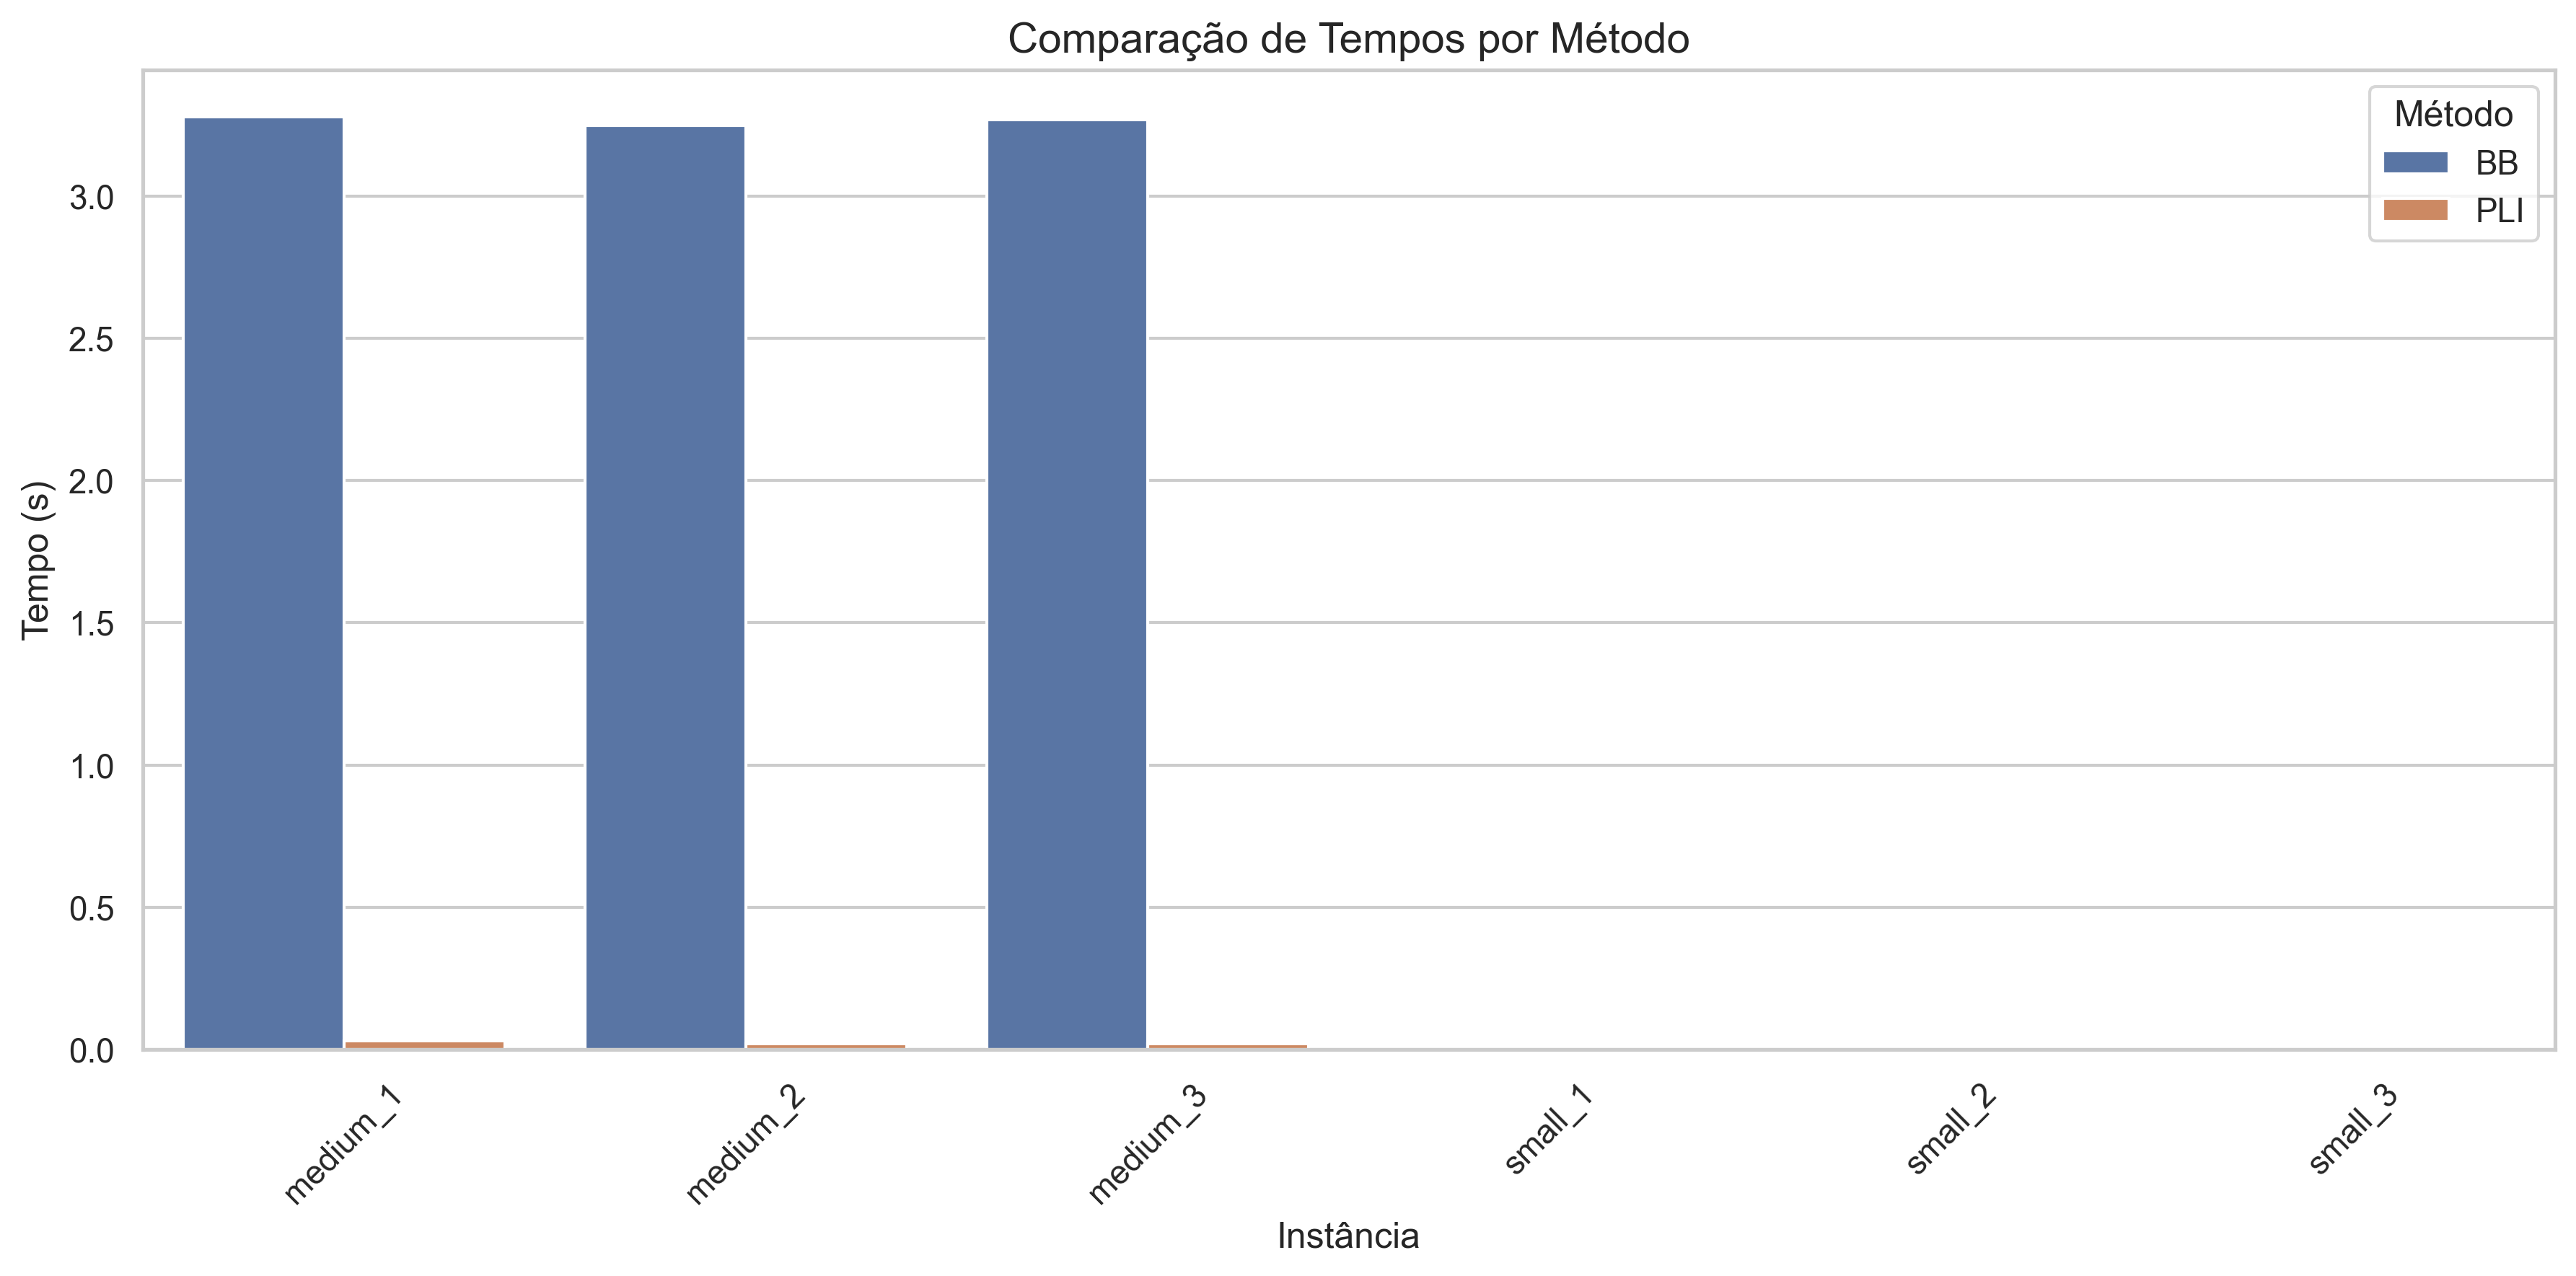 Comparação de Tempos por Método
Método
BB
PLI
Tempo (s)
3.0
2.5
2.0
1.5
1.0
0.5
0.0
medium_1
medium_2
medium_3
small_1
small_2
small_3
Instância